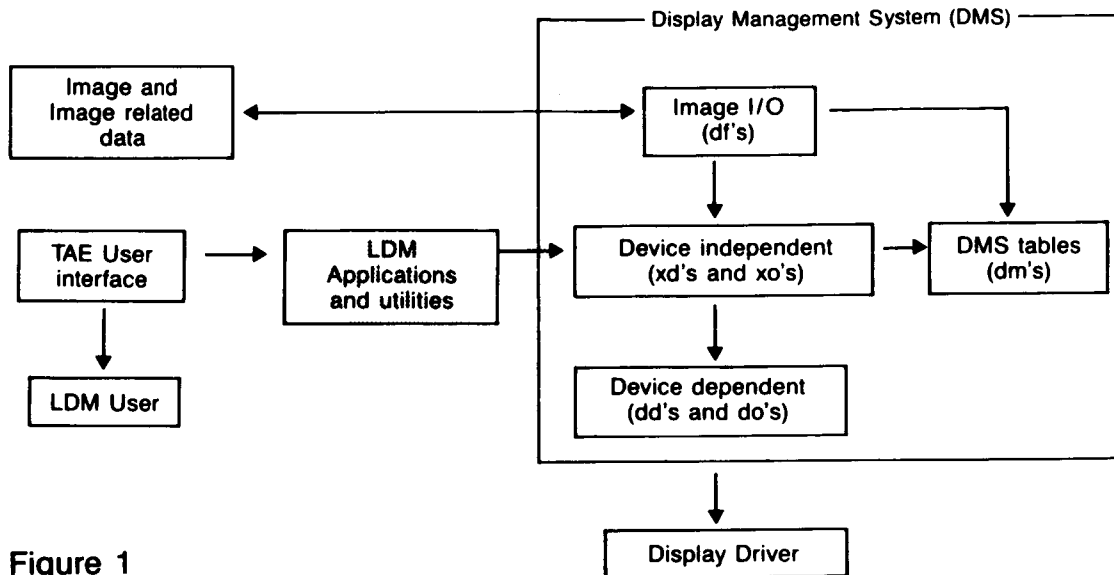 Display Management System (DMS)
Image and
Image related
data
Image I/O
(df's)
TAE User
interface
LDM
Applications
and utilities
Device independent
(xd's and xo's)
DMS tables
(dm's)
LDM User
Device dependent
(dd's and do's)
Display Driver
Figure 1